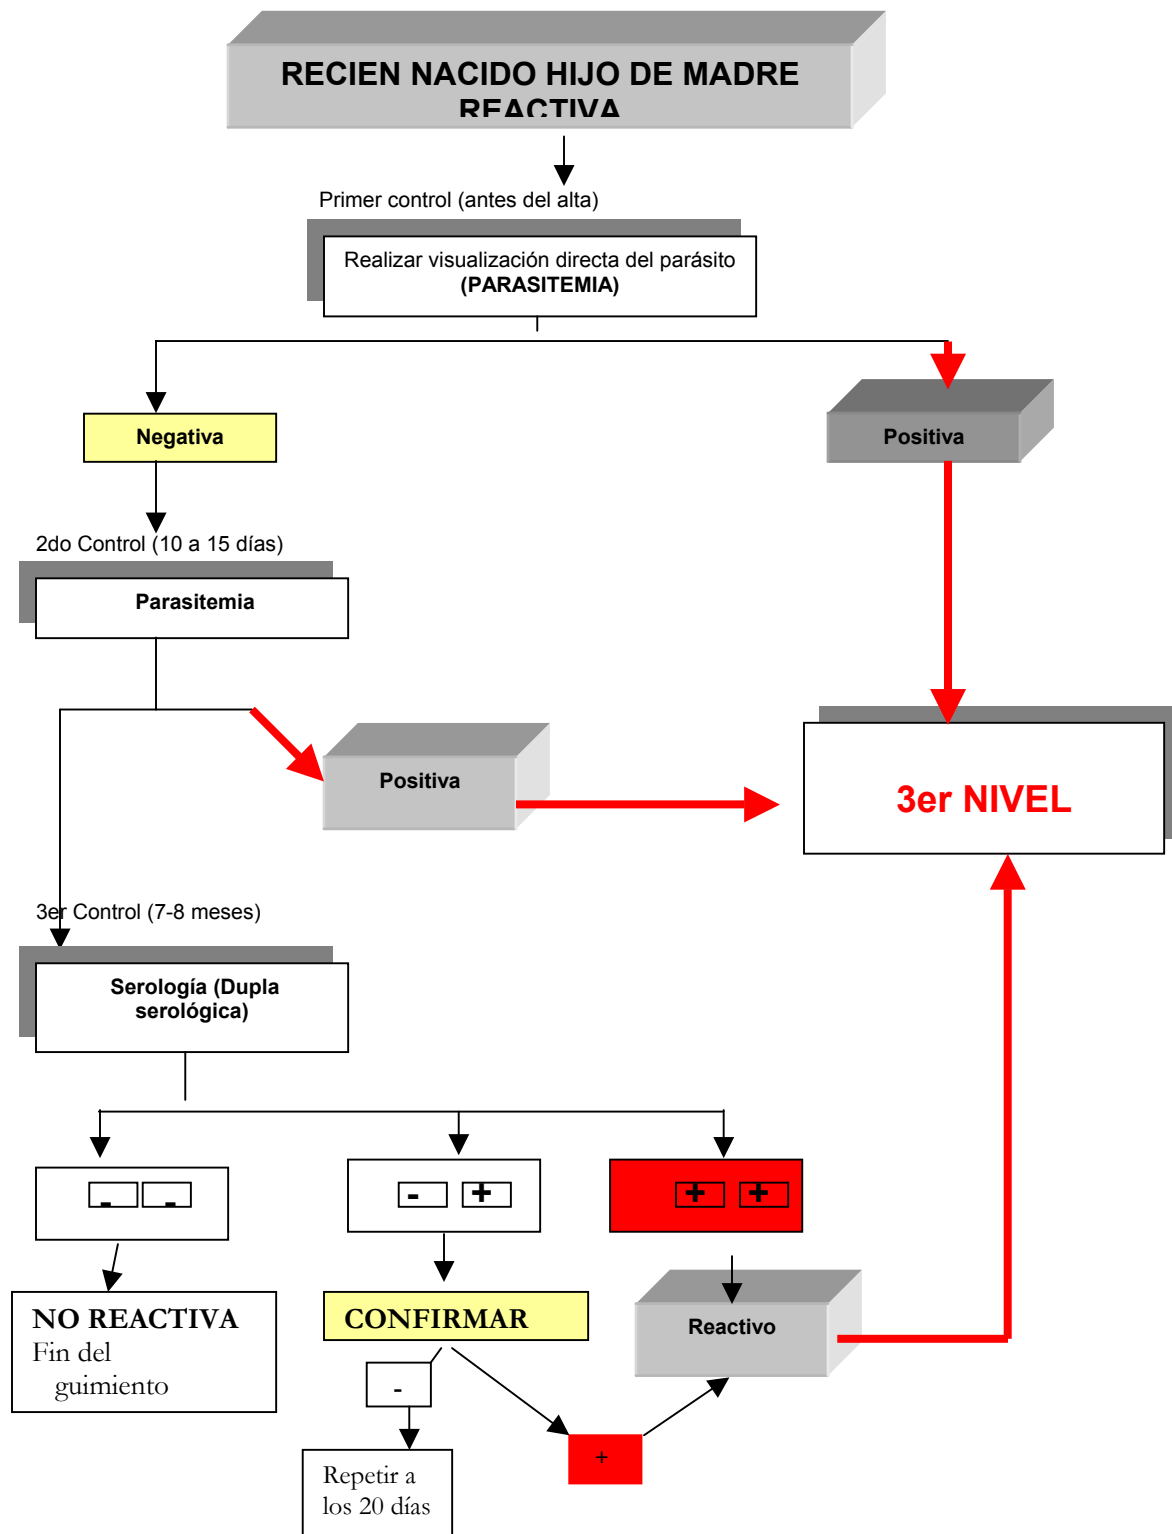 RECIEN NACIDO HIJO DE MADRE
REACTIVA
Primer control (antes del alta)
Realizar visualización directa del parásito
(PARASITEMIA)
Negativa
Positiva
2do Control (10 a 15 días)
Parasitemia
Positiva
3er NIVEL
3er Control (7-8 meses)
Serología (Dupla
serológica)
- -
- +
+ +
NO REACTIVA
Fin del
guimiento
CONFIRMAR
Reactivo
-
+
Repetir a
los 20 días